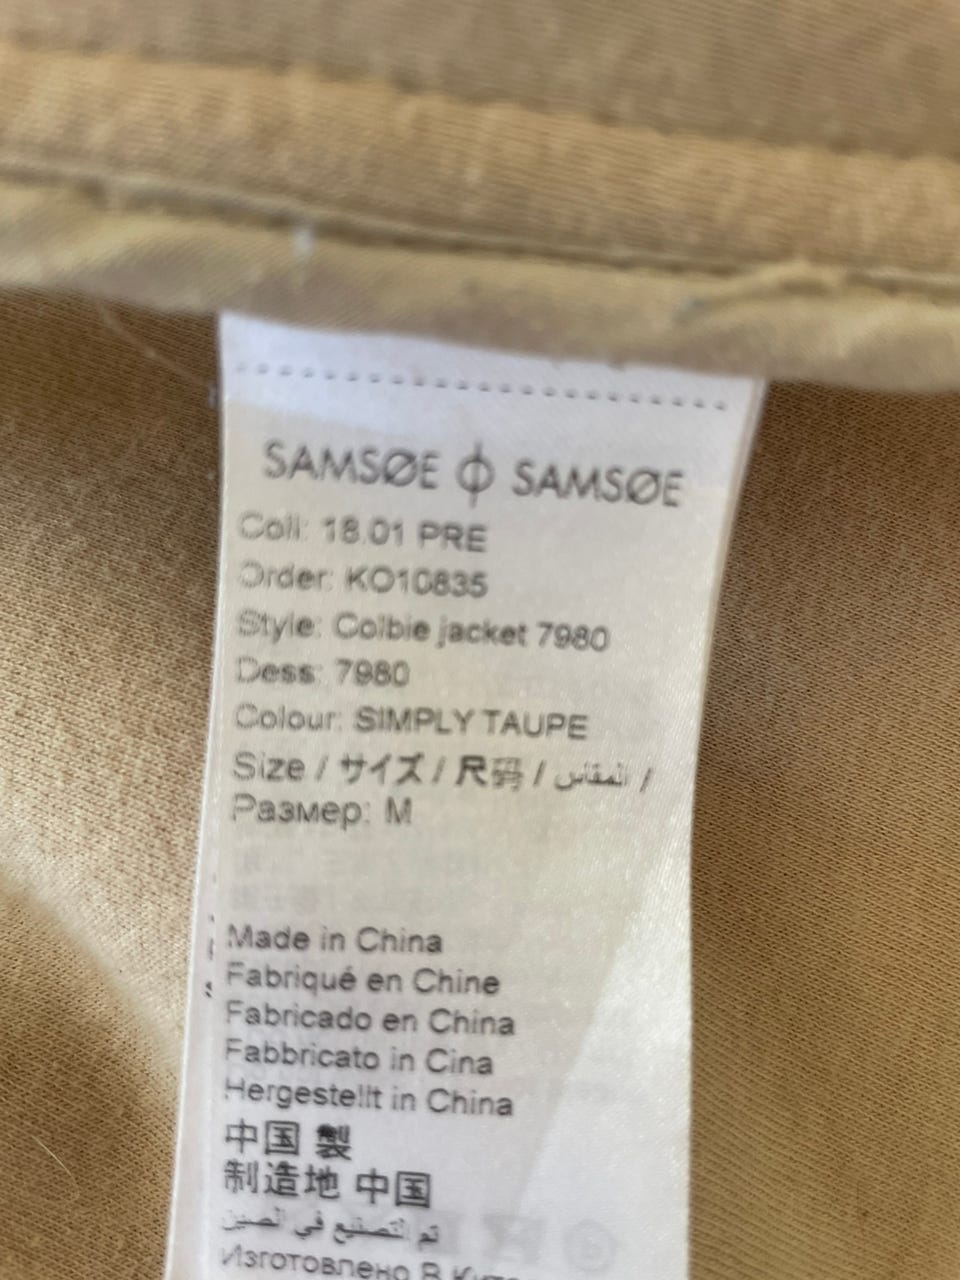 SAMSØE ϕ SAMSØE
Coll: 18.01 PRE
Order: KO10835
Style: Colbie jacket 7980
Dess: 7980
Colour: SIMPLY TAUPE
Size / サイズ / 尺码 / المقاس /
Размер: M
Made in China
Fabriqué en Chine
Fabricado en China
Fabbricato in Cina
Hergestellt in China
中国 製
制造地 中国
تم التصنيع في الصين
Изготовлено В